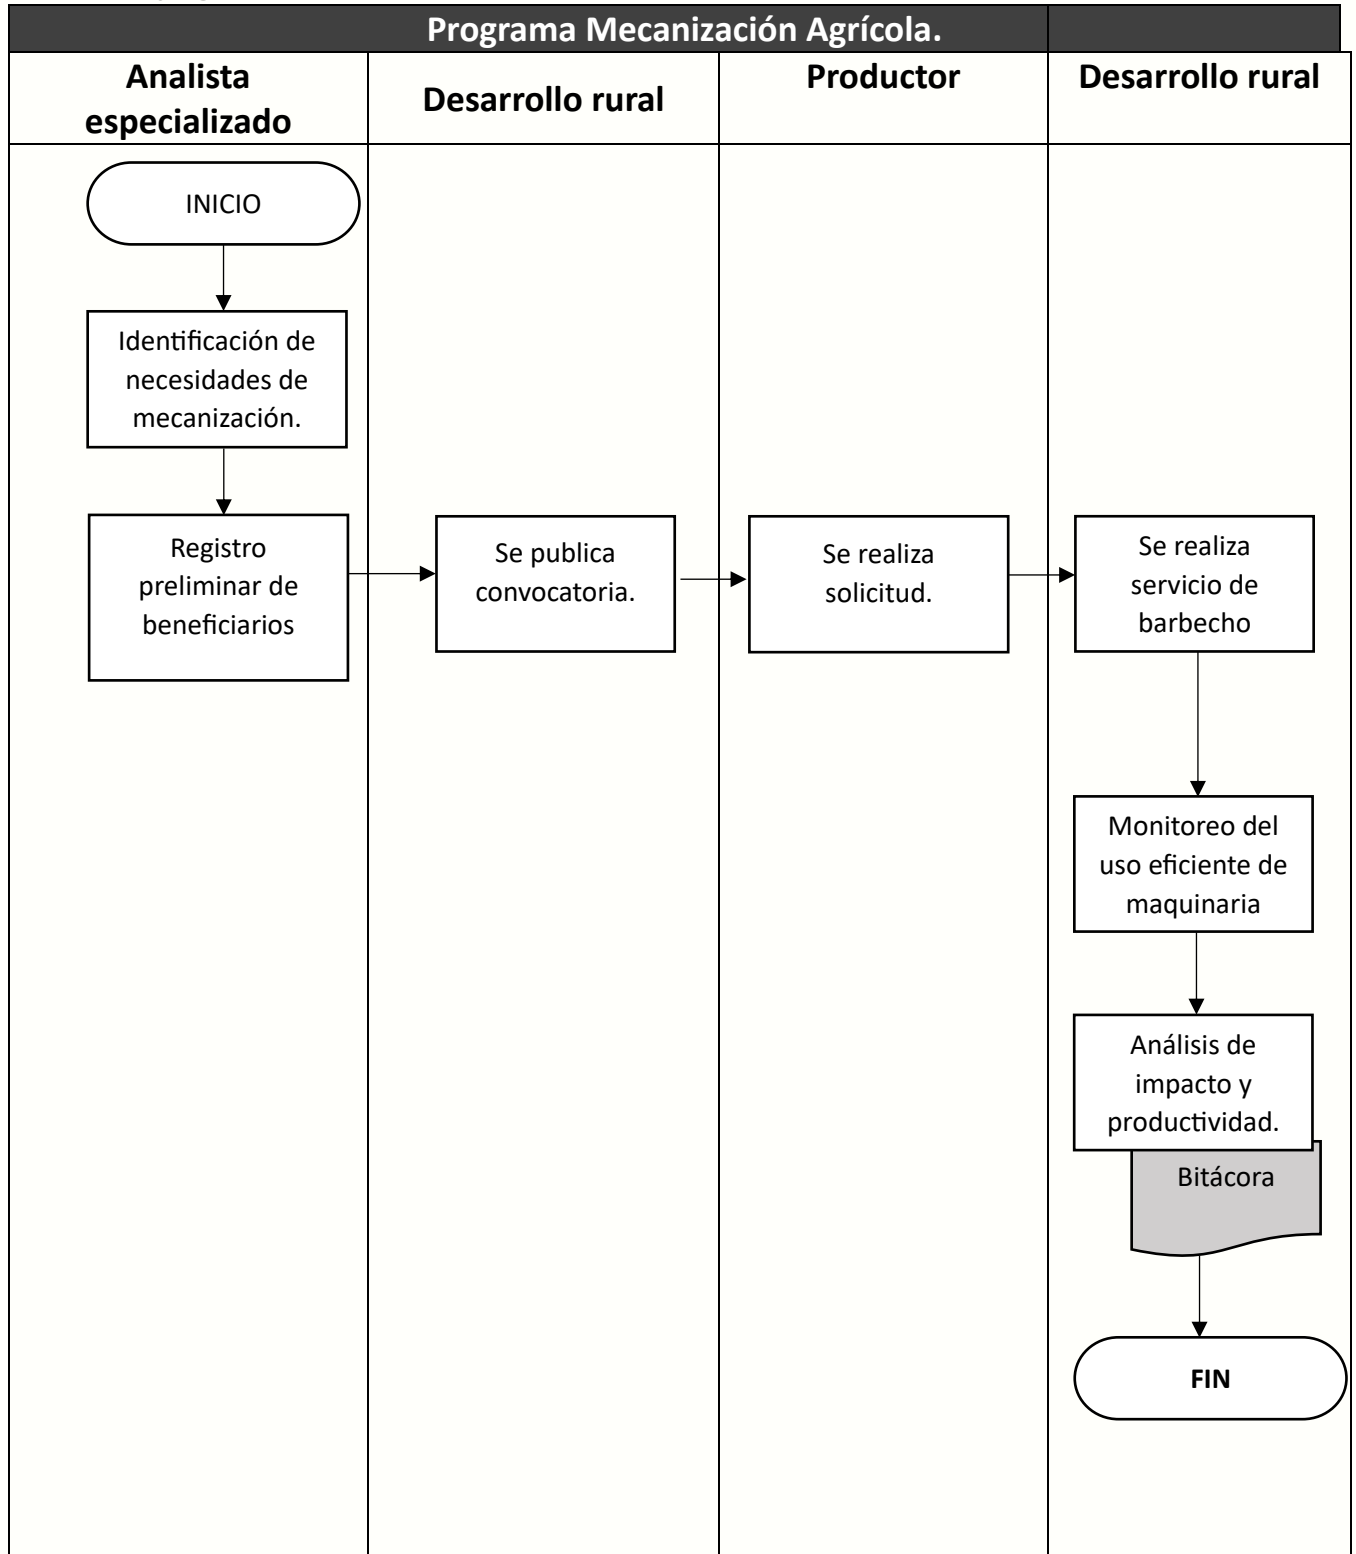 Programa Mecanización Agrícola.
Analista
especializado
Desarrollo rural
Productor
Desarrollo rural
INICIO
Identificación de
necesidades de
mecanización.
Registro
preliminar de
beneficiarios
Se publica
convocatoria.
Se realiza
solicitud.
Se realiza
servicio de
barbecho
Monitoreo del
uso eficiente de
maquinaria
Análisis de
impacto y
productividad.
Bitácora
FIN